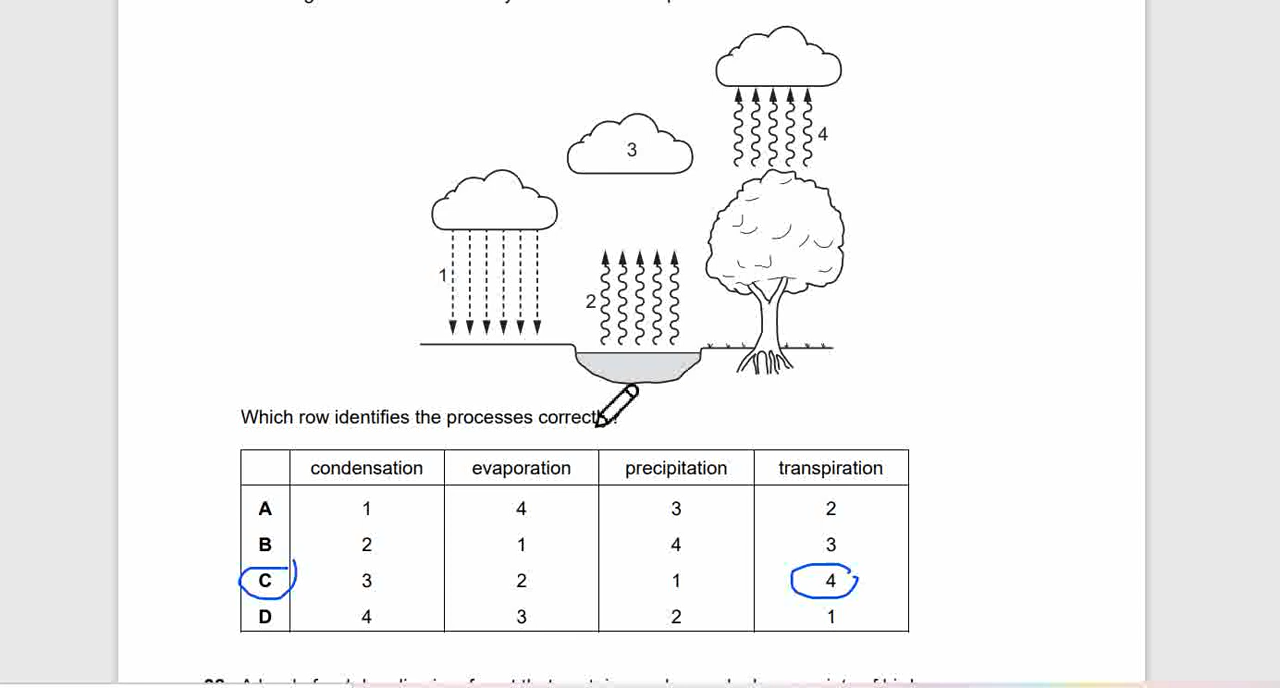 4
3
1
2
Which row identifies the processes
condensation evaporation precipitation transpiration
A 1 4 3 2
B 2 1 4 3
C 3 2 1 4
D 4 3 2 1